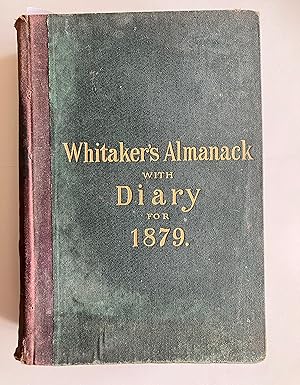 Whitaker's Almanack
WITH
Diary
FOR
1879.